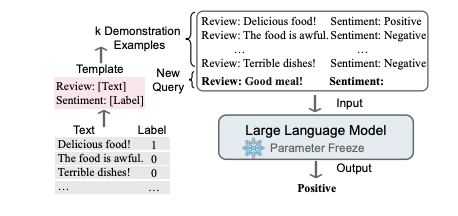 k Demonstration
Examples
Template
Review: [Text]
Sentiment: [Label]
Text Label
Delicious food! 1
The food is awful. 0
Terrible dishes! 0
... ...
New
Query
Review: Delicious food! Sentiment: Positive
Review: The food is awful. Sentiment: Negative
... ...
Review: Terrible dishes! Sentiment: Negative
Review: Good meal! Sentiment:
Input
Large Language Model
Parameter Freeze
Output
Positive